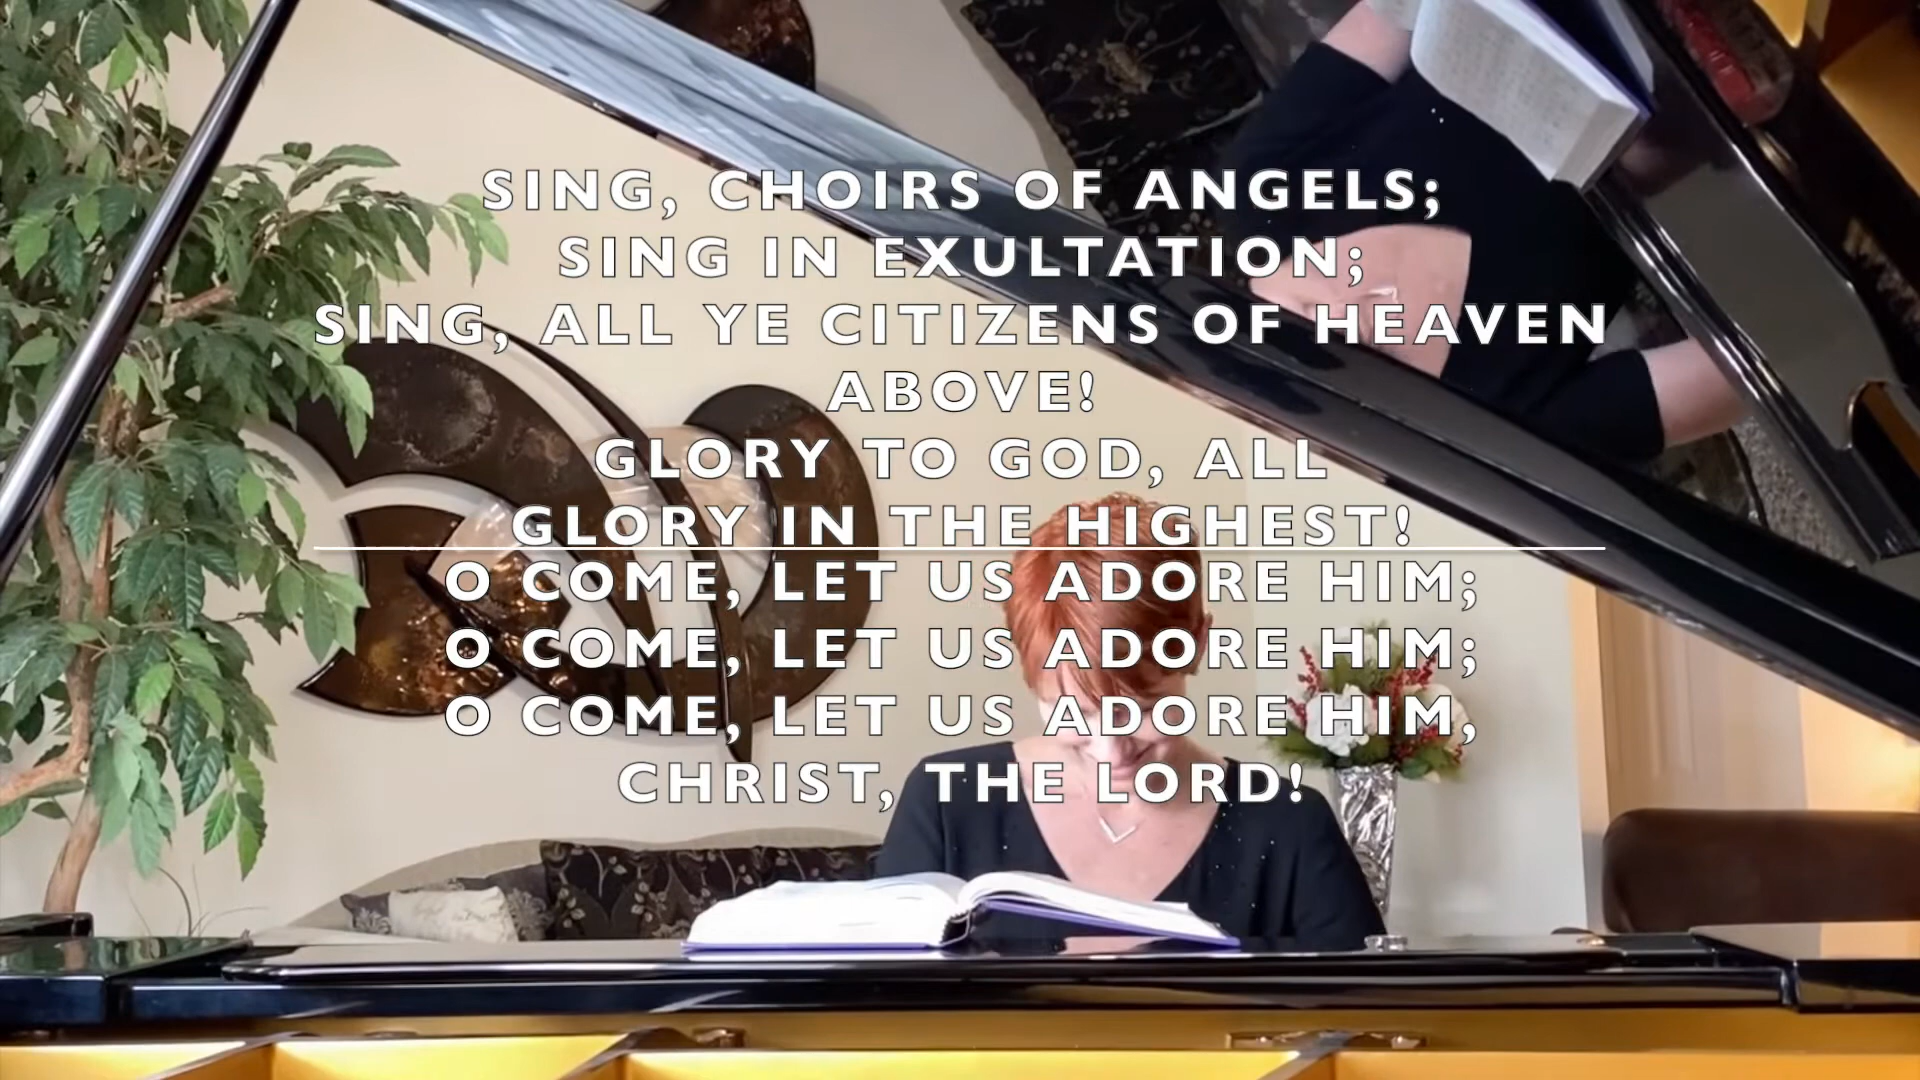 SING, CHOIRS OF ANGELS;
SING IN EXULTATION;
SING, ALL YE CITIZENS OF HEAVEN
ABOVE!
GLORY TO GOD, ALL
GLORY IN THE HIGHEST!
O COME, LET US ADORE HIM;
O COME, LET US ADORE HIM;
O COME, LET US ADORE HIM,
CHRIST, THE LORD!